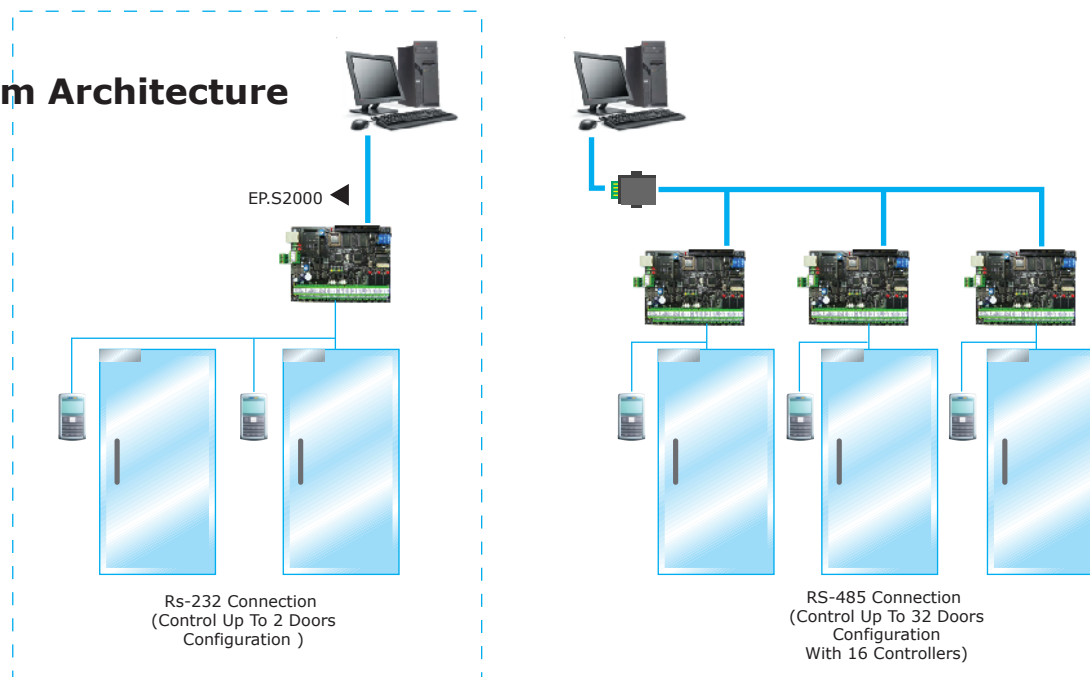 m Architecture
EP.S2000
Rs-232 Connection
(Control Up To 2 Doors
Configuration )
RS-485 Connection
(Control Up To 32 Doors
Configuration
With 16 Controllers)